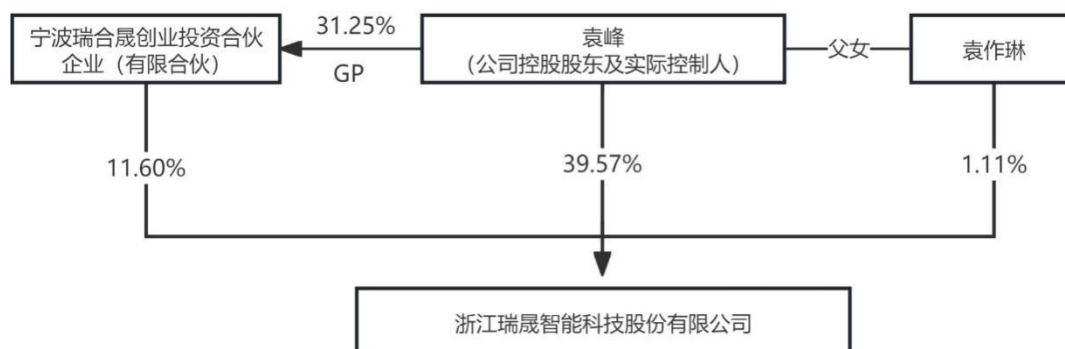 宁波瑞合晟创业投资合伙
企业（有限合伙）
31.25%
GP
袁峰
（公司控股股东及实际控制人）
父女
袁作琳
11.60%
39.57%
1.11%
浙江瑞晟智能科技股份有限公司